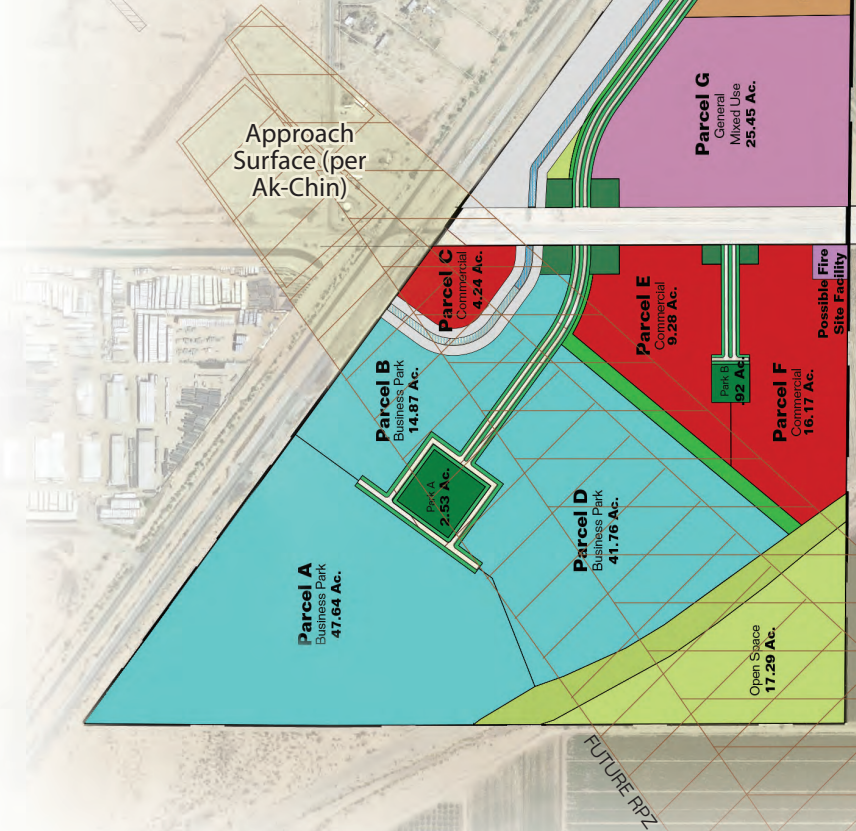 Approach
Surface (per
Ak-Chin)
Parcel G
General
Mixed Use
25.45 Ac.
Parcel C
Commercial
4.24 Ac.
Parcel E
Commercial
9.28 Ac.
Possible Fire
Site Facility
Parcel B
Business Park
14.87 Ac.
Park B
.92 Ac.
Parcel F
Commercial
16.17 Ac.
Park A
2.53 Ac.
Parcel D
Business Park
41.76 Ac.
Parcel A
Business Park
47.64 Ac.
Open Space
17.29 Ac.
FUTURE RPZ